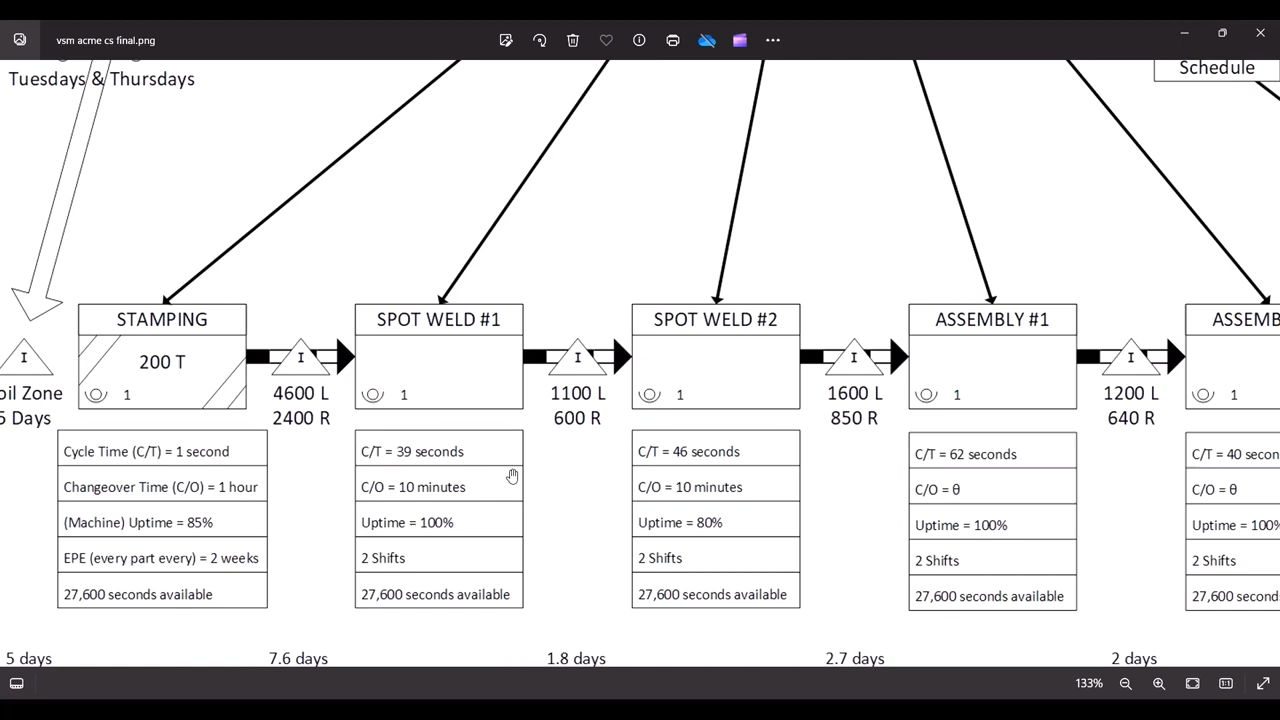 vsm acme cs final.png
Tuesdays & Thursdays
Schedule
STAMPING
200 T
1
SPOT WELD #1
1
SPOT WELD #2
1
ASSEMBLY #1
1
1
I
I
I
I
I
Zone
Days
4600 L
2400 R
1100 L
600 R
1600 L
850 R
1200 L
640 R
Cycle Time (C/T) = 1 second
Changeover Time (C/O) = 1 hour
(Machine) Uptime = 85%
EPE (every part every) = 2 weeks
27,600 seconds available
C/T = 39 seconds
C/O = 10 minutes
Uptime = 100%
2 Shifts
27,600 seconds available
C/T = 46 seconds
C/O = 10 minutes
Uptime = 80%
2 Shifts
27,600 seconds available
C/T = 62 seconds
C/O = θ
Uptime = 100%
2 Shifts
27,600 seconds available
C/T = 40
C/O = θ
Uptime = 100%
2 Shifts
27,600
5 days
7.6 days
1.8 days
2.7 days
2 days
133%
1:1